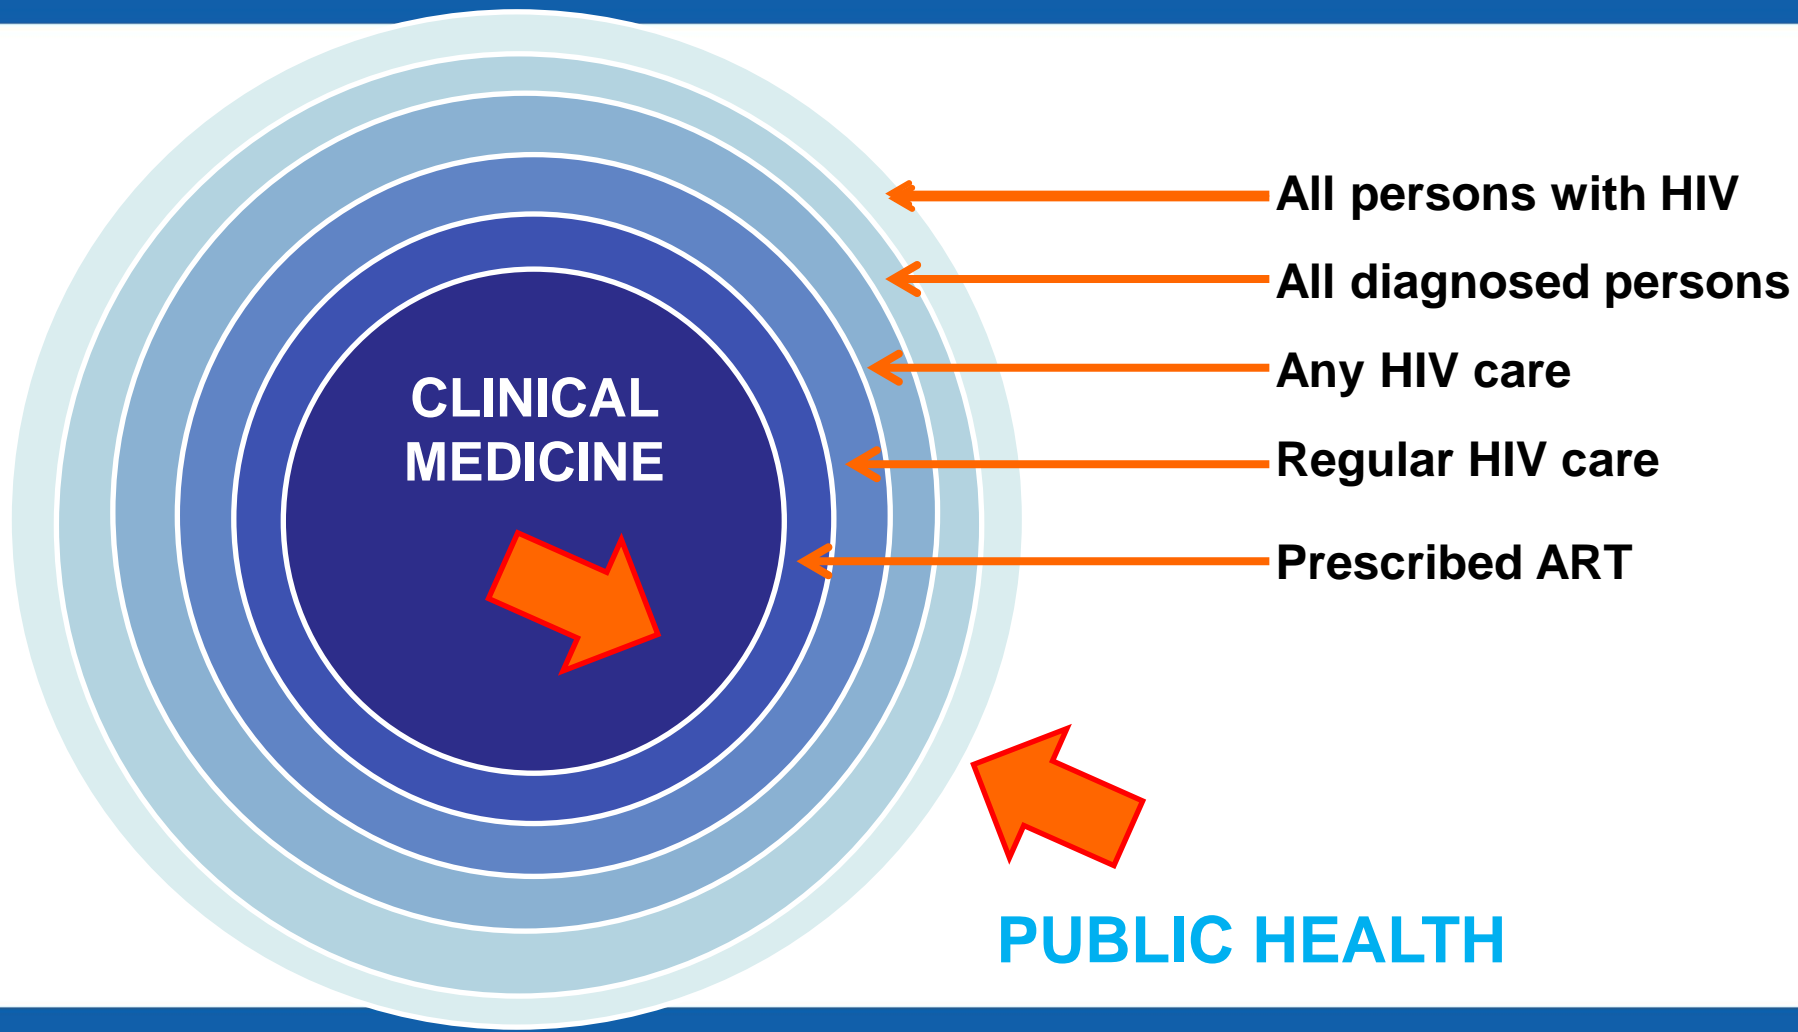 All persons with HIV
All diagnosed persons
Any HIV care
CLINICAL
MEDICINE
Regular HIV care
Prescribed ART
PUBLIC HEALTH